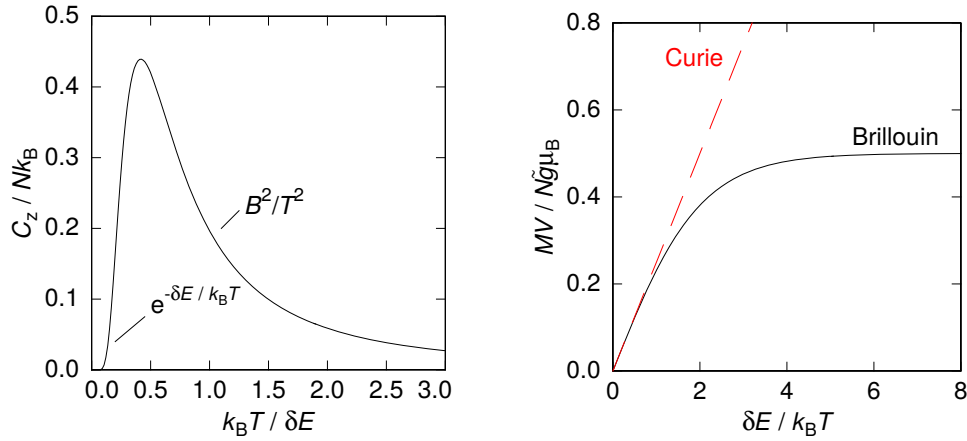 0.5
0.4
0.3
0.2
0.1
0.0
C_z / Nk_B
B²/T²
e^{-δE / k_BT}
0.0 0.5 1.0 1.5 2.0 2.5 3.0
k_BT / δE
0.8
0.6
0.4
0.2
0.0
MV / Ng̃μ_B
Curie
Brillouin
0 2 4 6 8
δE / k_BT